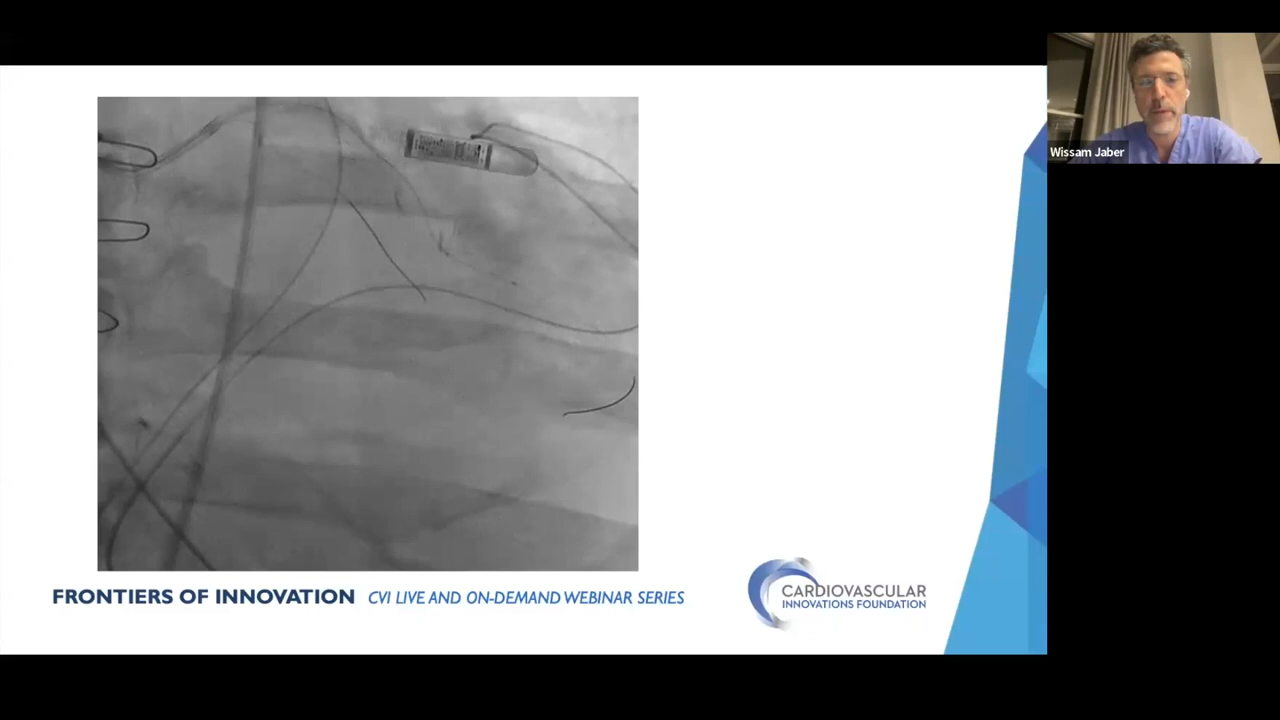 Wissam Jaber
FRONTIERS OF INNOVATION CVI LIVE AND ON-DEMAND WEBINAR SERIES
CARDIOVASCULAR
INNOVATIONS FOUNDATION